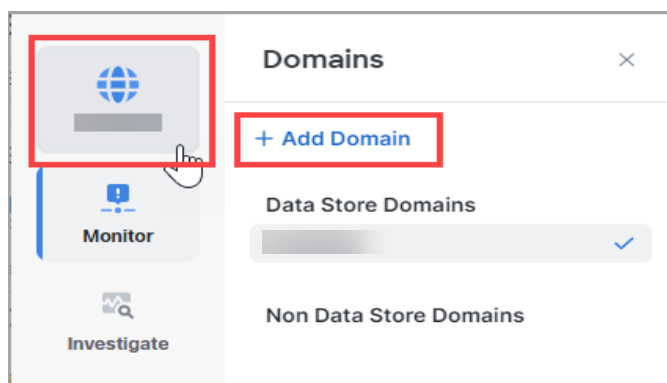 Domains
+ Add Domain
Data Store Domains
Monitor
Non Data Store Domains
Investigate